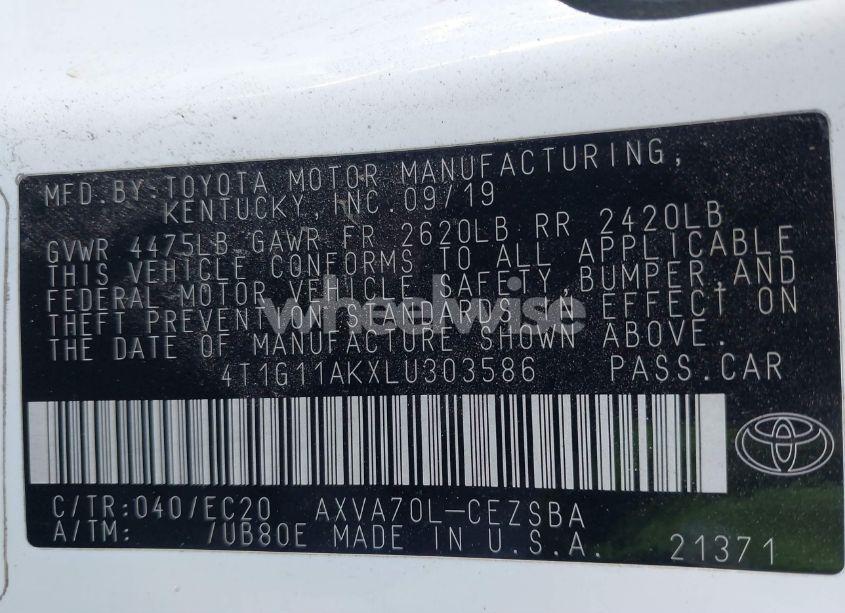 MFD.BY TOYOTA MOTOR MANUFACTURING,
KENTUCKY, INC. 09/19
GVWR 4475LB GAWR FR 2620LB RR 2420LB
THIS VEHICLE CONFORMS TO ALL APPLICABLE
FEDERAL MOTOR VEHICLE SAFETY, BUMPER, AND
THEFT PREVENTION STANDARDS IN EFFECT ON
THE DATE OF MANUFACTURE SHOWN ABOVE.
wheelwise
4T1G11AKXLU303586 PASS.CAR
C/TR:040/EC20 AXVA70L-CEZSBA
A/TM: 7UB80E MADE IN U.S.A. 21371